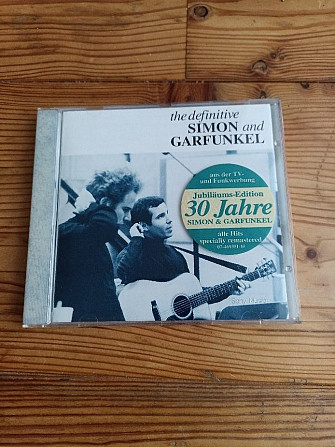 the definitive
SIMON and
GARFUNKEL
aus der TV-
und Funkwerbung
Jubiläums-Edition
30 Jahre
SIMON & GARFUNKEL
alle Hits
specially remastered